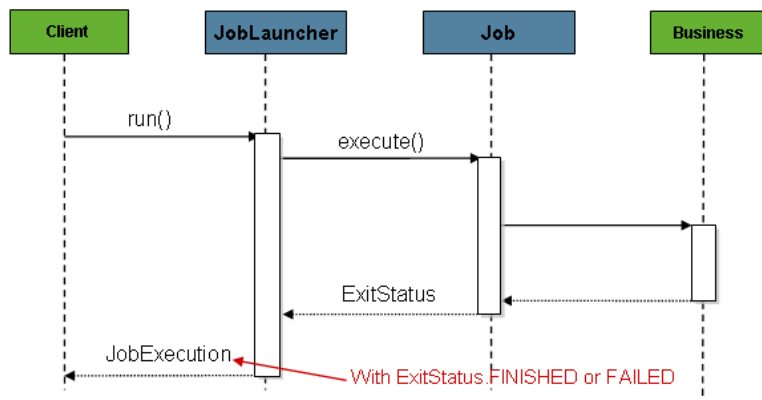 Client
JobLauncher
Job
Business
run()
execute()
ExitStatus
JobExecution
With ExitStatus.FINISHED or FAILED